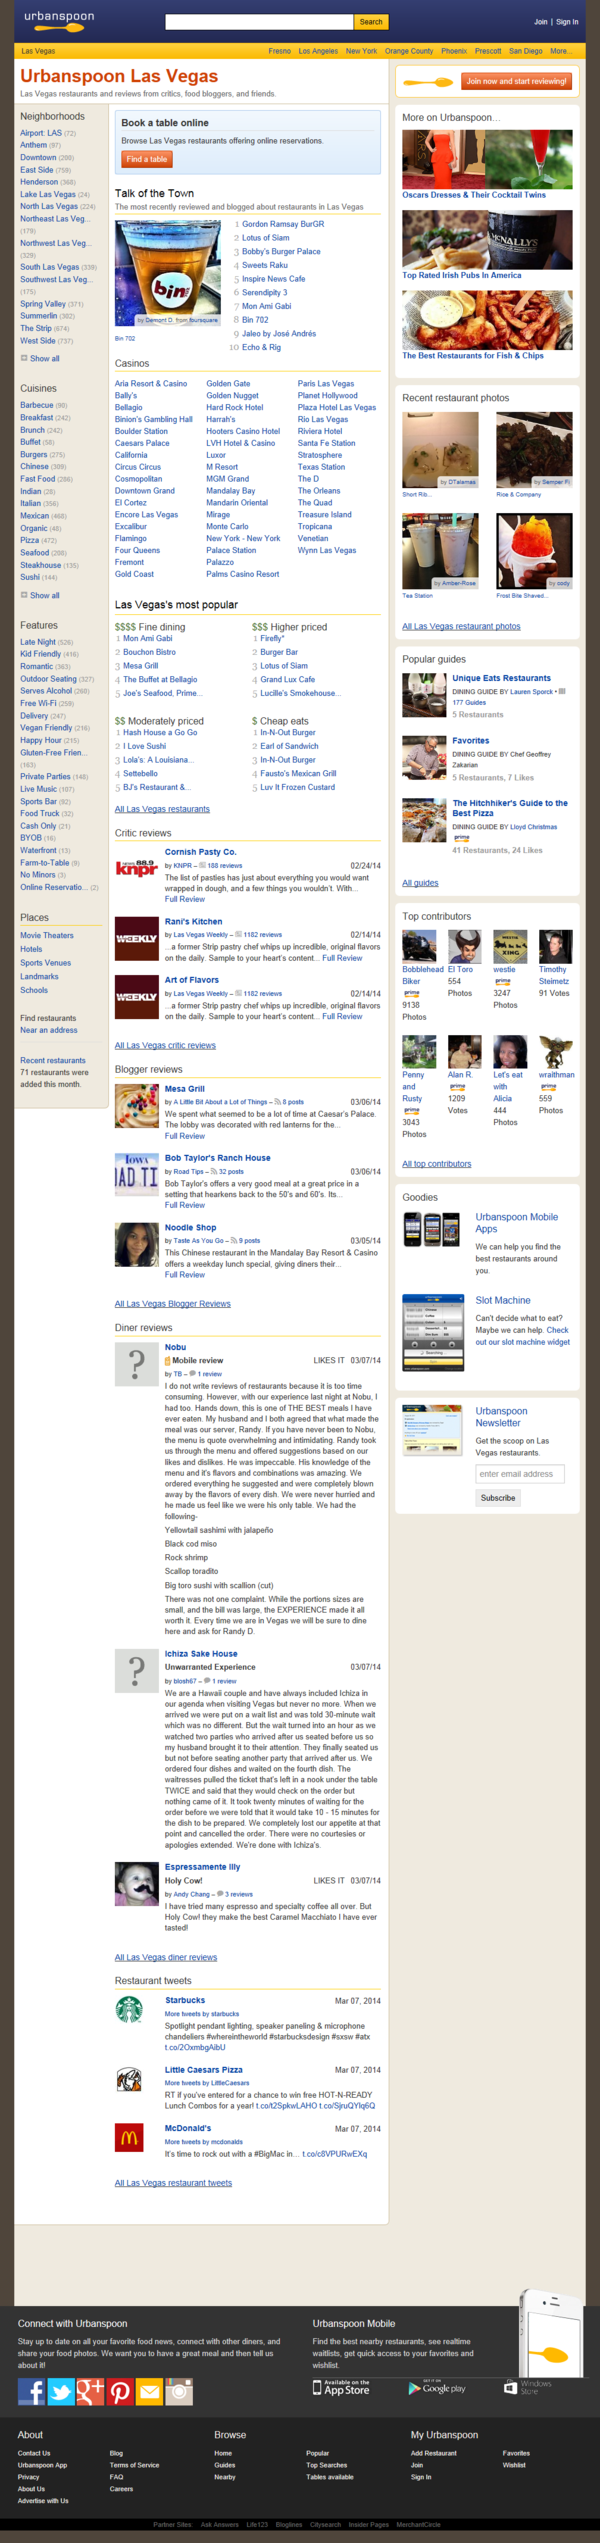 urbanspoon
Search
Join | Sign In
Las Vegas
Fresno Los Angeles New York Orange County Phoenix Prescott San Diego More...
Urbanspoon Las Vegas
Las Vegas restaurants and reviews from critics, food bloggers, and friends.
Join now and start reviewing!
Neighborhoods
Airport: LAS (72)
Anthem (97)
Downtown (288)
East Side (759)
Henderson (368)
Lake Las Vegas (24)
North Las Vegas (224)
Northeast Las Veg...
(179)
Northwest Las Veg...
(329)
South Las Vegas (339)
Southwest Las Veg...
(175)
Spring Valley (371)
Summerlin (302)
The Strip (674)
West Side (737)
Show all
Cuisines
Barbecue (90)
Breakfast (242)
Brunch (242)
Buffet (58)
Burgers (275)
Chinese (309)
Fast Food (286)
Indian (28)
Italian (356)
Mexican (468)
Organic (48)
Pizza (472)
Seafood (208)
Steakhouse (135)
Sushi (144)
Show all
Features
Late Night (526)
Kid Friendly (416)
Romantic (363)
Outdoor Seating (327)
Serves Alcohol (260)
Free Wi-Fi (259)
Delivery (247)
Vegan Friendly (216)
Happy Hour (215)
Gluten-Free Frien...
(163)
Private Parties (148)
Live Music (107)
Sports Bar (92)
Food Truck (32)
Cash Only (21)
BYOB (16)
Waterfront (13)
Farm-to-Table (9)
No Minors (3)
Online Reservatio... (2)
Places
Movie Theaters
Hotels
Sports Venues
Landmarks
Schools
Find restaurants
Near an address
Recent restaurants
71 restaurants were
added this month.
Book a table online
Browse Las Vegas restaurants offering online reservations.
Find a table
Talk of the Town
The most recently reviewed and blogged about restaurants in Las Vegas
bin
by Demont D. from foursquare
Bin 702
1 Gordon Ramsay BurGR
2 Lotus of Siam
3 Bobby's Burger Palace
4 Sweets Raku
5 Inspire News Cafe
6 Serendipity 3
7 Mon Ami Gabi
8 Bin 702
9 Jaleo by José Andrés
10 Echo & Rig
Casinos
Aria Resort & Casino Golden Gate Paris Las Vegas
Bally's Golden Nugget Planet Hollywood
Bellagio Hard Rock Hotel Plaza Hotel Las Vegas
Binion's Gambling Hall Harrah's Rio Las Vegas
Boulder Station Hooters Casino Hotel Riviera Hotel
Caesars Palace LVH Hotel & Casino Santa Fe Station
California Luxor Stratosphere
Circus Circus M Resort Texas Station
Cosmopolitan MGM Grand The D
Downtown Grand Mandalay Bay The Orleans
El Cortez Mandarin Oriental The Quad
Encore Las Vegas Mirage Treasure Island
Excalibur Monte Carlo Tropicana
Flamingo New York - New York Venetian
Four Queens Palace Station Wynn Las Vegas
Fremont Palazzo
Gold Coast Palms Casino Resort
Las Vegas's most popular
$$$$ Fine dining
1 Mon Ami Gabi
2 Bouchon Bistro
3 Mesa Grill
4 The Buffet at Bellagio
5 Joe's Seafood, Prime...
$$$ Higher priced
1 Firefly*
2 Burger Bar
3 Lotus of Siam
4 Grand Lux Cafe
5 Lucille's Smokehouse...
$$ Moderately priced
1 Hash House a Go Go
2 I Love Sushi
3 Lola's: A Louisiana...
4 Settebello
5 BJ's Restaurant &...
$ Cheap eats
1 In-N-Out Burger
2 Earl of Sandwich
3 In-N-Out Burger
4 Fausto's Mexican Grill
5 Luv It Frozen Custard
All Las Vegas restaurants
Critic reviews
news 88.9
knpr
Cornish Pasty Co.
by KNPR – 188 reviews 02/24/14
The list of pasties has just about everything you would want
wrapped in dough, and a few things you wouldn't. With...
Full Review
WEEKLY
Rani's Kitchen
by Las Vegas Weekly – 1182 reviews 02/14/14
...a former Strip pastry chef whips up incredible, original flavors
on the daily. Sample to your heart's content... Full Review
WEEKLY
Art of Flavors
by Las Vegas Weekly – 1182 reviews 02/14/14
...a former Strip pastry chef whips up incredible, original flavors
on the daily. Sample to your heart's content... Full Review
All Las Vegas critic reviews
Blogger reviews
Mesa Grill
by A Little Bit About a Lot of Things – 8 posts 03/06/14
We spent what seemed to be a lot of time at Caesar's Palace.
The lobby was decorated with red lanterns for the...
Full Review
IOWA
AD TI
Bob Taylor's Ranch House
by Road Tips – 32 posts 03/06/14
Bob Taylor's offers a very good meal at a great price in a
setting that hearkens back to the 50's and 60's. Its...
Full Review
Noodle Shop
by Taste As You Go – 9 posts 03/05/14
This Chinese restaurant in the Mandalay Bay Resort & Casino
offers a weekday lunch special, giving diners their...
Full Review
All Las Vegas Blogger Reviews
Diner reviews
?
Nobu
Mobile review LIKES IT 03/07/14
by TB – 1 review
I do not write reviews of restaurants because it is too time
consuming. However, with our experience last night at Nobu, I
had too. Hands down, this is one of THE BEST meals I have
ever eaten. My husband and I both agreed that what made the
meal was our server, Randy. If you have never been to Nobu,
the menu is quote overwhelming and intimidating. Randy took
us through the menu and offered suggestions based on our
likes and dislikes. He was impeccable. His knowledge of the
menu and it's flavors and combinations was amazing. We
ordered everything he suggested and were completely blown
away by the flavors of every dish. We were never hurried and
he made us feel like we were his only table. We had the
following-
Yellowtail sashimi with jalapeño
Black cod miso
Rock shrimp
Scallop toradito
Big toro sushi with scallion (cut)
There was not one complaint. While the portions sizes are
small, and the bill was large, the EXPERIENCE made it all
worth it. Every time we are in Vegas we will be sure to dine
here and ask for Randy D.
?
Ichiza Sake House
Unwarranted Experience 03/07/14
by blosh67 – 1 review
We are a Hawaii couple and have always included Ichiza in
our agenda when visiting Vegas but never no more. When we
arrived we were put on a wait list and was told 30-minute wait
which was no different. But the wait turned into an hour as we
watched two parties who arrived after us seated before us so
my husband brought it to their attention. They finally seated us
but not before seating another party that arrived after us. We
ordered four dishes and waited on the fourth dish. The
waitresses pulled the ticket that's left in a nook under the table
TWICE and said that they would check on the order but
nothing came of it. It took twenty minutes of waiting for the
order before we were told that it would take 10 - 15 minutes for
the dish to be prepared. We completely lost our appetite at that
point and cancelled the order. There were no courtesies or
apologies extended. We're done with Ichiza's.
Espressamente Illy
Holy Cow! LIKES IT 03/07/14
by Andy Chang – 3 reviews
I have tried many espresso and specialty coffee all over. But
Holy Cow! they make the best Caramel Macchiato I have ever
tasted!
All Las Vegas diner reviews
Restaurant tweets
Starbucks Mar 07, 2014
More tweets by starbucks
Spotlight pendant lighting, speaker paneling & microphone
chandeliers #whereintheworld #starbucksdesign #sxsw #atx
t.co/2OxmbgAibU
Little Caesars Pizza Mar 07, 2014
More tweets by LittleCaesars
RT if you've entered for a chance to win free HOT-N-READY
Lunch Combos for a year! t.co/t2SpkwLAHO t.co/SjruQYIq6Q
McDonald's Mar 07, 2014
More tweets by mcdonalds
It's time to rock out with a #BigMac in... t.co/c8VPURwEXq
All Las Vegas restaurant tweets
More on Urbanspoon...
Oscars Dresses & Their Cocktail Twins
McNALLY'S
Top Rated Irish Pubs In America
The Best Restaurants for Fish & Chips
Recent restaurant photos
by DTalamas
by Semper Fi
Short Rib...
Rice & Company
by Amber-Rose
by cody
Tea Station
Frost Bite Shaved...
All Las Vegas restaurant photos
Popular guides
Unique Eats Restaurants
DINING GUIDE BY Lauren Sporck •
177 Guides
5 Restaurants
Favorites
DINING GUIDE BY Chef Geoffrey
Zakarian
5 Restaurants, 7 Likes
The Hitchhiker's Guide to the
Best Pizza
DINING GUIDE BY Lloyd Christmas
prime
41 Restaurants, 24 Likes
All guides
Top contributors
WESTIE
XING
Bobblehead
Biker
prime
9138
Photos
El Toro
554
Photos
westie
prime
3247
Photos
Timothy
Steimetz
91 Votes
Penny
and
Rusty
prime
3043
Photos
Alan R.
prime
1209
Votes
Let's eat
with
Alicia
444
Photos
wraithman
prime
559
Photos
All top contributors
Goodies
Urbanspoon Mobile
Apps
We can help you find the
best restaurants around
you.
Slot Machine
Can't decide what to eat?
Maybe we can help. Check
out our slot machine widget
Urbanspoon
Newsletter
Get the scoop on Las
Vegas restaurants.
enter email address
Subscribe
Connect with Urbanspoon
Stay up to date on all your favorite food news, connect with other diners, and
share your food photos. We want you to have a great meal and then tell us
about it!
Urbanspoon Mobile
Find the best nearby restaurants, see realtime
waitlists, get quick access to your favorites and
wishlist.
Available on the
App Store
GET IT ON
Google play
Windows
Store
About
Contact Us Blog
Urbanspoon App Terms of Service
Privacy FAQ
About Us Careers
Advertise with Us
Browse
Home Popular
Guides Top Searches
Nearby Tables available
My Urbanspoon
Add Restaurant Favorites
Join Wishlist
Sign In
Partner Sites: Ask Answers Life123 Bloglines Citysearch Insider Pages MerchantCircle